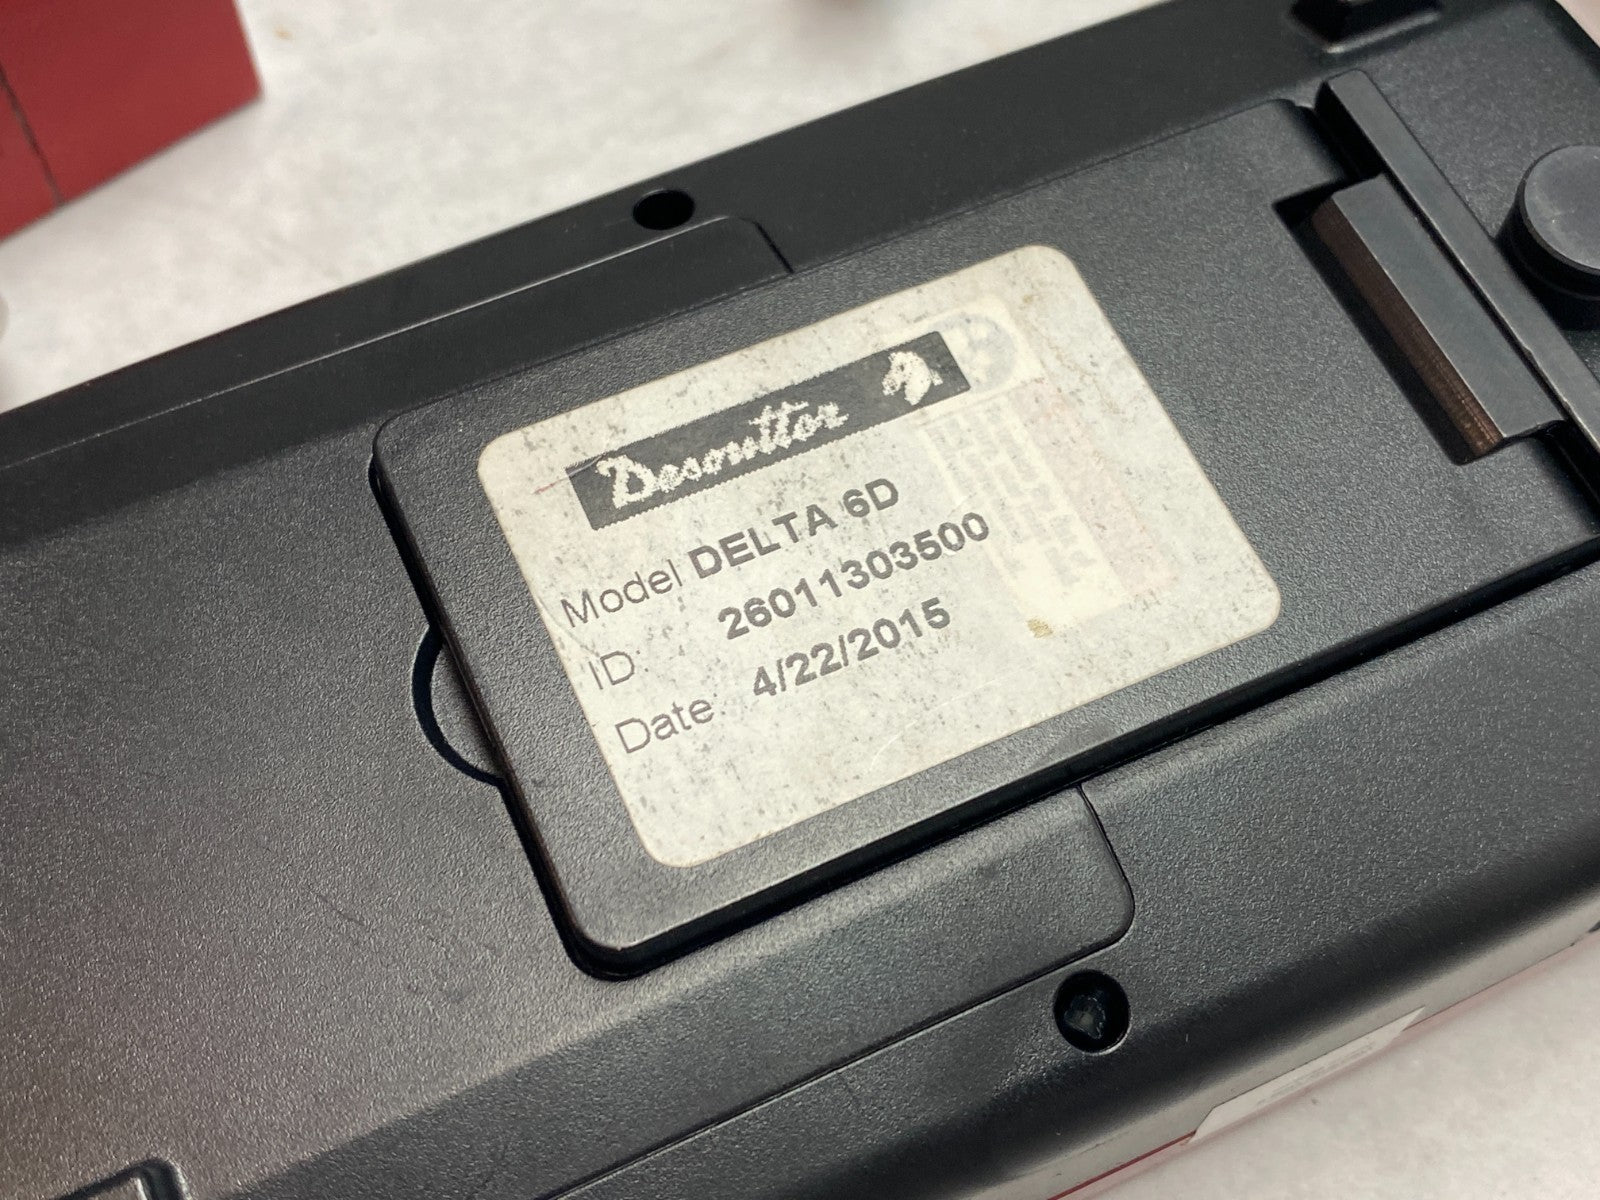 Desoutter
Model DELTA 6D
ID: 26011303500
Date 4/22/2015